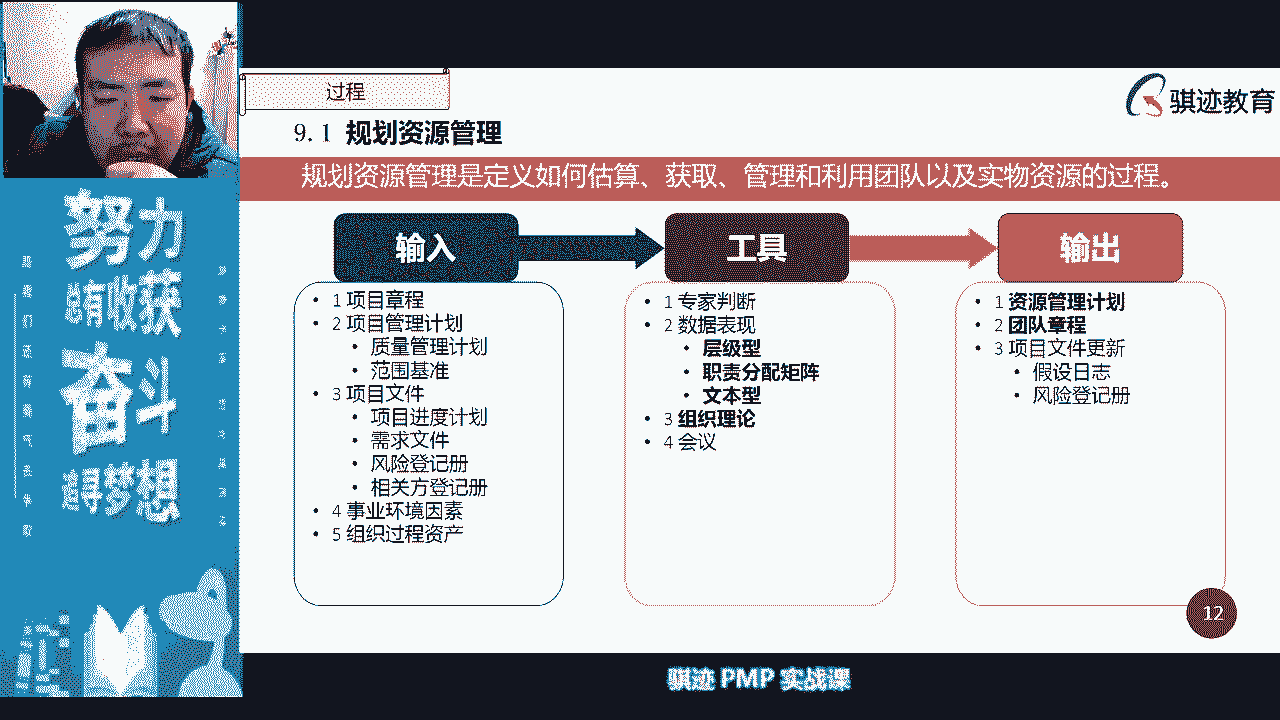 过程
骐迹教育
9.1 规划资源管理
规划资源管理是定义如何估算、获取、管理和利用团队以及实物资源的过程。
输入
• 1 项目章程
• 2 项目管理计划
• 质量管理计划
• 范围基准
• 3 项目文件
• 项目进度计划
• 需求文件
• 风险登记册
• 相关方登记册
• 4 事业环境因素
• 5 组织过程资产
工具
• 1 专家判断
• 2 数据表现
• 层级型
• 职责分配矩阵
• 文本型
• 3 组织理论
• 4 会议
输出
• 1 资源管理计划
• 2 团队章程
• 3 项目文件更新
• 假设日志
• 风险登记册
12
努力
总有收获
奋斗
追寻梦想
骐迹 PMP 实战课